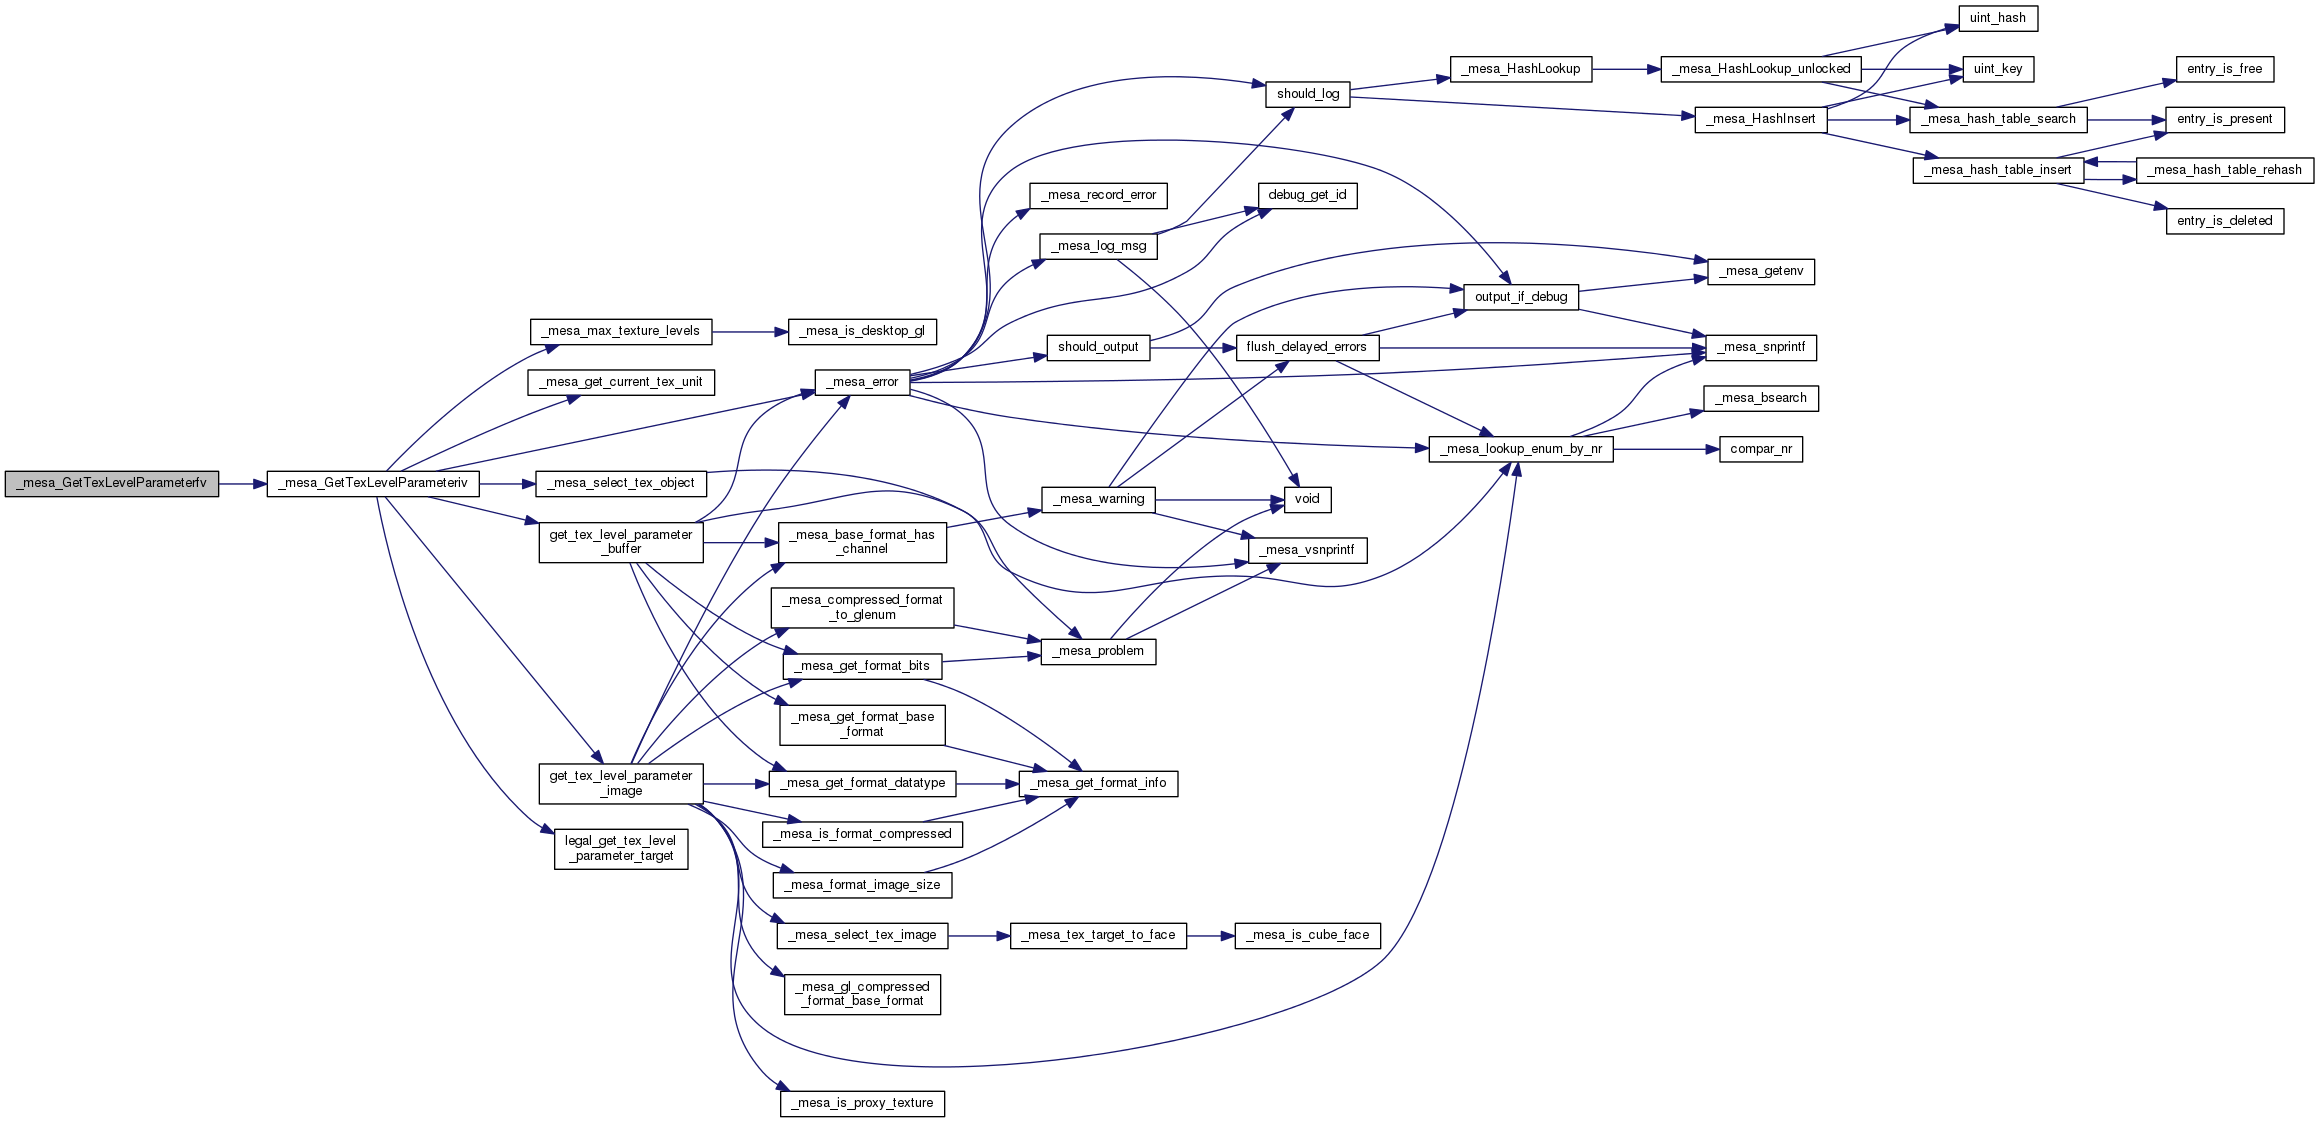 _mesa_GetTexLevelParameterfv
_mesa_GetTexLevelParameteriv
_mesa_max_texture_levels
_mesa_get_current_tex_unit
_mesa_select_tex_object
get_tex_level_parameter
_buffer
get_tex_level_parameter
_image
legal_get_tex_level
_parameter_target
_mesa_is_desktop_gl
_mesa_error
_mesa_base_format_has
_channel
_mesa_compressed_format
_to_glenum
_mesa_get_format_bits
_mesa_get_format_base
_format
_mesa_get_format_datatype
_mesa_is_format_compressed
_mesa_format_image_size
_mesa_select_tex_image
_mesa_gl_compressed
_format_base_format
_mesa_is_proxy_texture
_mesa_record_error
_mesa_log_msg
should_output
_mesa_warning
_mesa_problem
_mesa_get_format_info
_mesa_tex_target_to_face
should_log
debug_get_id
flush_delayed_errors
void
_mesa_vsnprintf
_mesa_is_cube_face
_mesa_HashLookup
output_if_debug
_mesa_lookup_enum_by_nr
_mesa_HashLookup_unlocked
_mesa_HashInsert
_mesa_getenv
_mesa_snprintf
_mesa_bsearch
compar_nr
uint_hash
uint_key
_mesa_hash_table_search
_mesa_hash_table_insert
entry_is_free
entry_is_present
_mesa_hash_table_rehash
entry_is_deleted